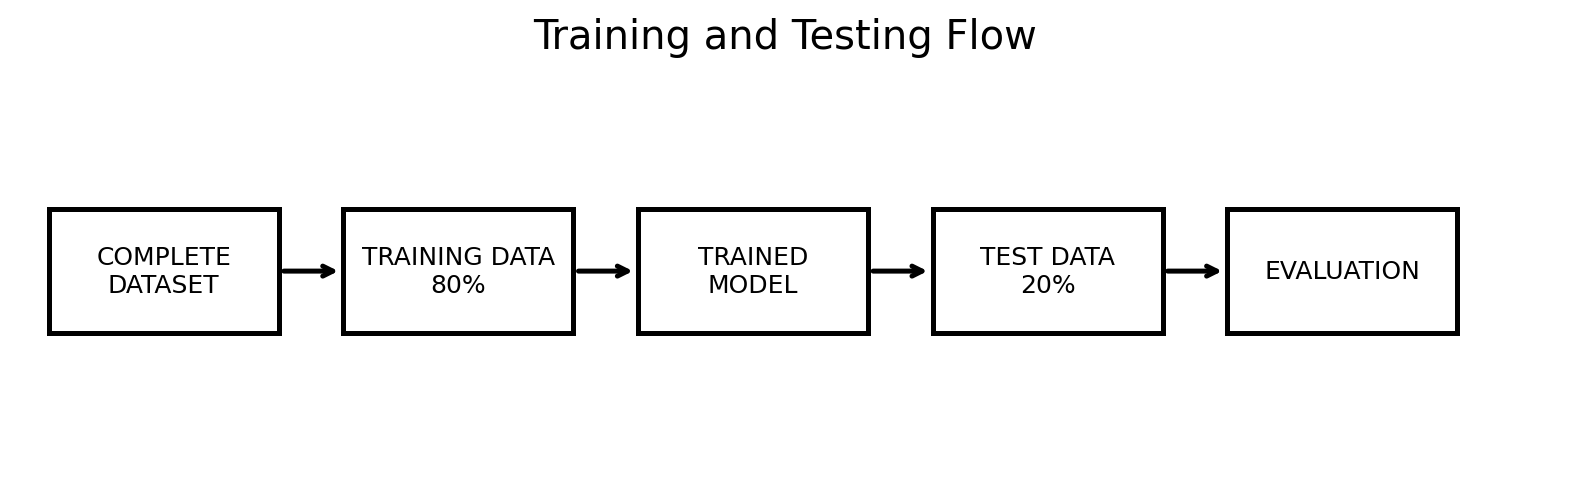 Training and Testing Flow
COMPLETE
DATASET
TRAINING DATA
80%
TRAINED
MODEL
TEST DATA
20%
EVALUATION